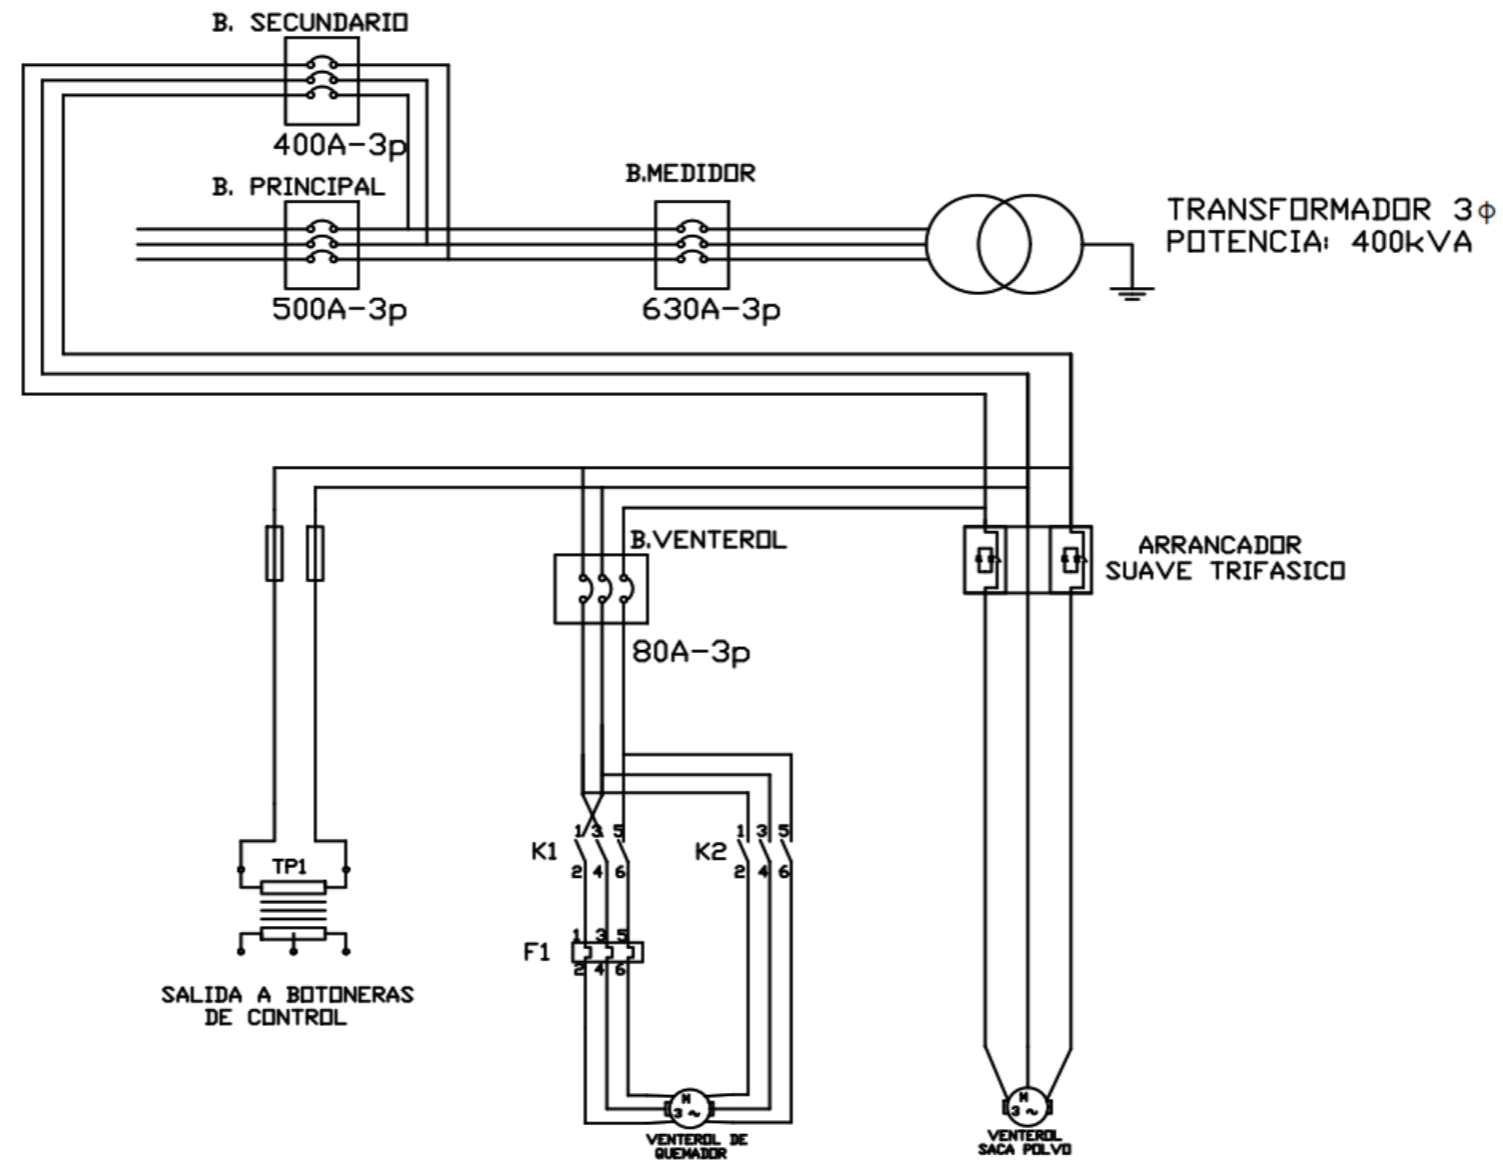 B. SECUNDARIO
400A-3p
B. PRINCIPAL
500A-3p
B.MEDIDOR
630A-3p
TRANSFORMADOR 3ϕ
POTENCIA: 400kVA
B.VENTEROL
80A-3p
ARRANCADOR
SUAVE TRIFASICO
K1
1 3 5
2 4 6
K2
1 3 5
2 4 6
TP1
F1
1 3 5
2 4 6
SALIDA A BOTONERAS
DE CONTROL
M
3 ~
VENTEROL DE
QUEMADOR
M
3 ~
VENTEROL
SACA POLVO